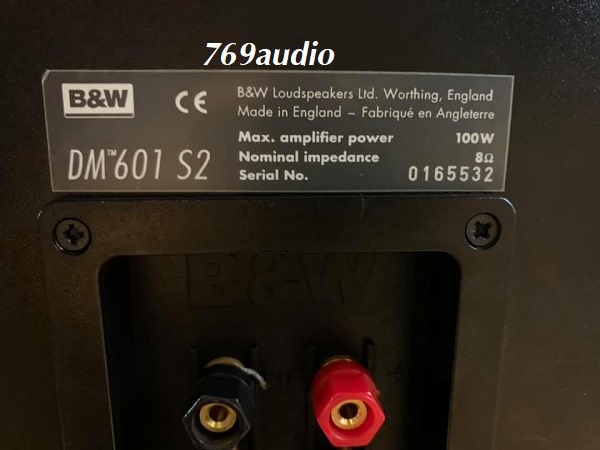 769audio
B&W
CE
B&W Loudspeakers Ltd. Worthing, England
Made in England – Fabriqué en Angleterre
DM™601 S2
Max. amplifier power 100W
Nominal impedance 8Ω
Serial No. 0165532
B&W